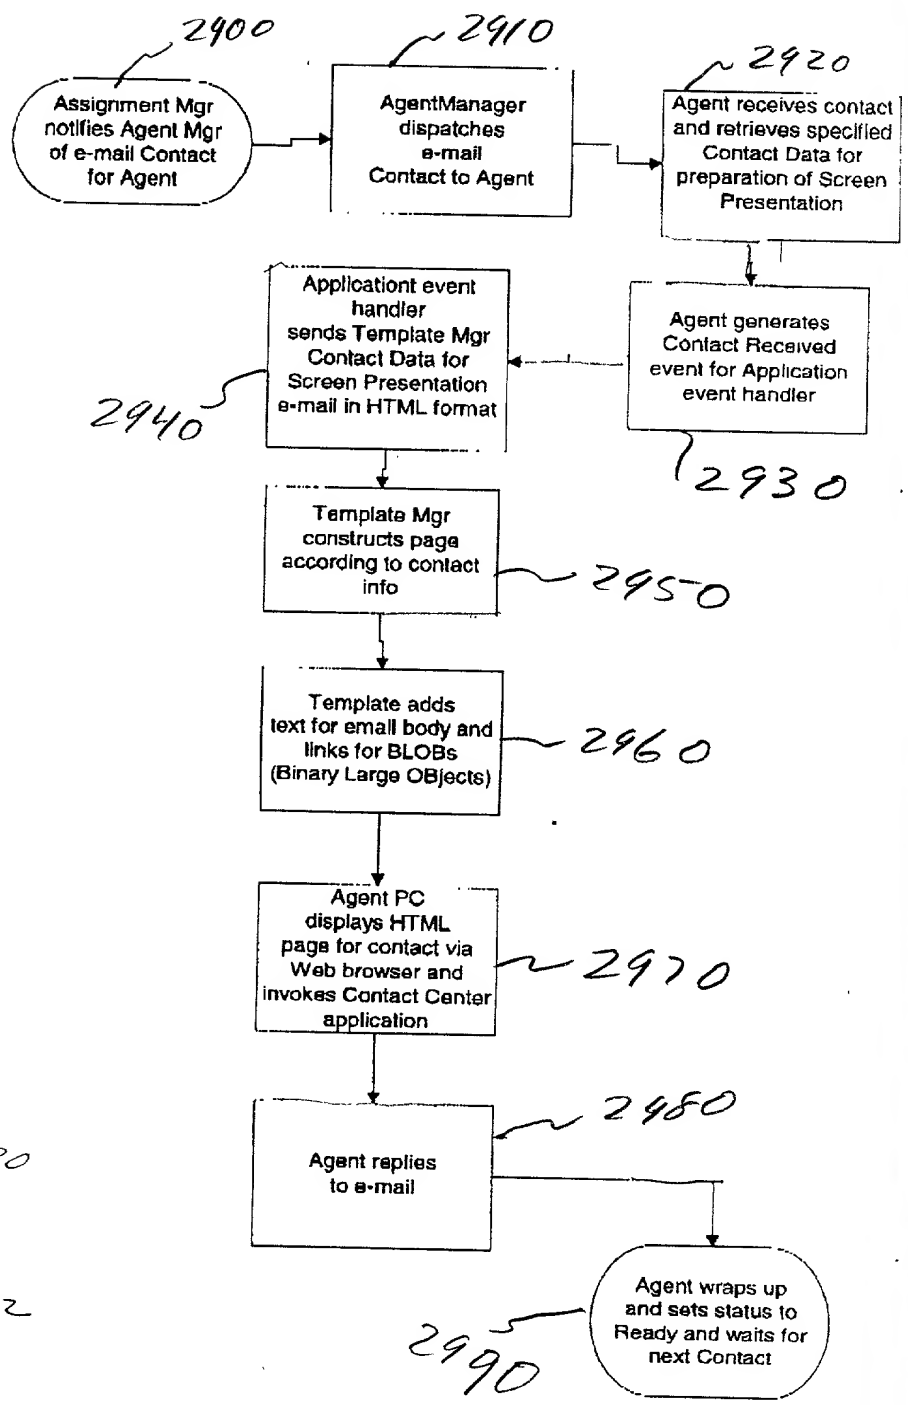 2900
Assignment Mgr
notifies Agent Mgr
of e-mail Contact
for Agent
2910
AgentManager
dispatches
e-mail
Contact to Agent
2920
Agent receives contact
and retrieves specified
Contact Data for
preparation of Screen
Presentation
Agent generates
Contact Received
event for Application
event handler
2930
Applicationt event
handler
sends Template Mgr
Contact Data for
Screen Presentation
e-mail in HTML format
2940
Template Mgr
constructs page
according to contact
info
2950
Template adds
text for email body and
links for BLOBs
(Binary Large OBjects)
2960
Agent PC
displays HTML
page for contact via
Web browser and
invokes Contact Center
application
2970
Agent replies
to e-mail
2980
Agent wraps up
and sets status to
Ready and waits for
next Contact
2990